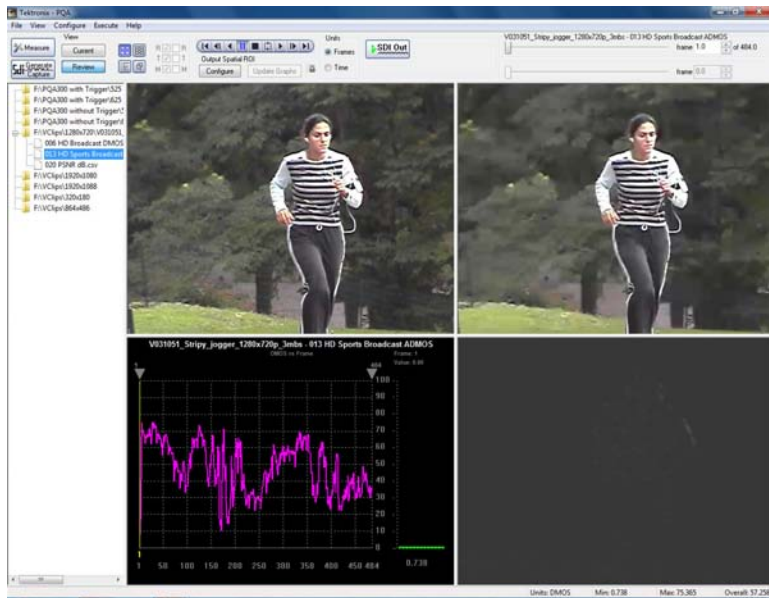 Tektronix - PQA
File View Configure Execute Help
View
Units
V031051_Stripy_jogger_1280x720p_3mbs - 013 HD Sports Broadcast ADMOS
Measure
Current
R R
Frames
SDI Out
frame 1.0 of 484.0
T T
Output Spatial ROI
Generate
Capture
Review
H H
Configure Update Graphs
Time
frame 0.0
F:\PQA300 with Trigger\525
F:\PQA300 with Trigger\625
F:\PQA300 without Trigger\
F:\PQA300 without Trigger\
F:\VClips\1280x720\V031051_
006 HD Broadcast DMOS
013 HD Sports Broadcast
020 PSNR dB.csv
F:\VClips\1920x1080
F:\VClips\1920x1088
F:\VClips\320x180
F:\VClips\864x486
V031051_Stripy_jogger_1280x720p_3mbs - 013 HD Sports Broadcast ADMOS
DMOS vs Frame
Frame: 1
Value: 0.00
1
484
100
90
80
70
60
50
40
30
20
10
0
1
1 50 100 150 200 250 300 350 400 450 484
0.738
Units: DMOS Min: 0.738 Max: 75.365 Overall: 57.258